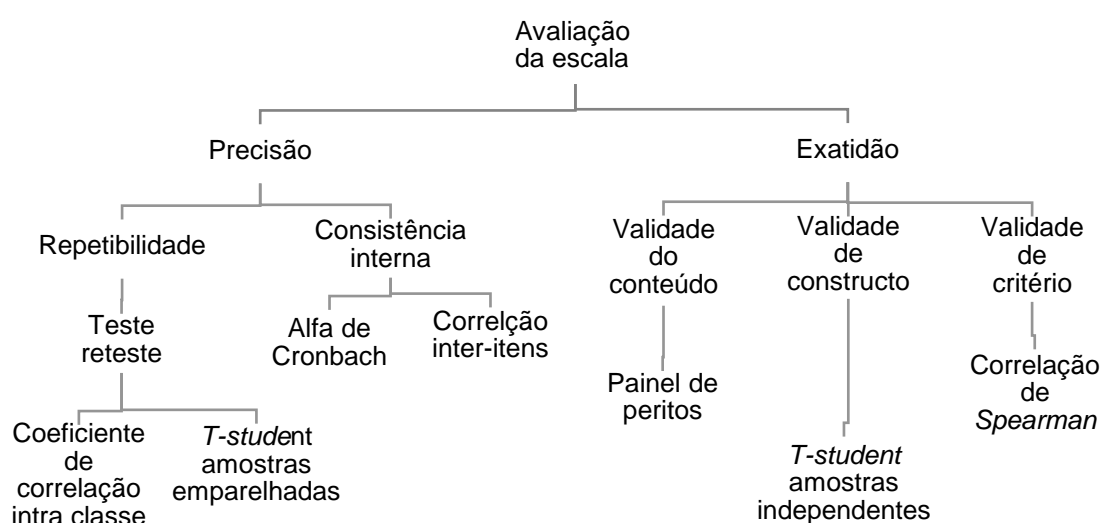 Avaliação
da escala
Precisão
Exatidão
Repetibilidade
Consistência
interna
Validade
do
conteúdo
Validade
de
constructo
Validade
de
critério
Teste
reteste
Alfa de
Cronbach
Correlção
inter-itens
Painel de
peritos
Correlação
de
Spearman
Coeficiente
de
correlação
intra classe
T-student
amostras
emparelhadas
T-student
amostras
independentes